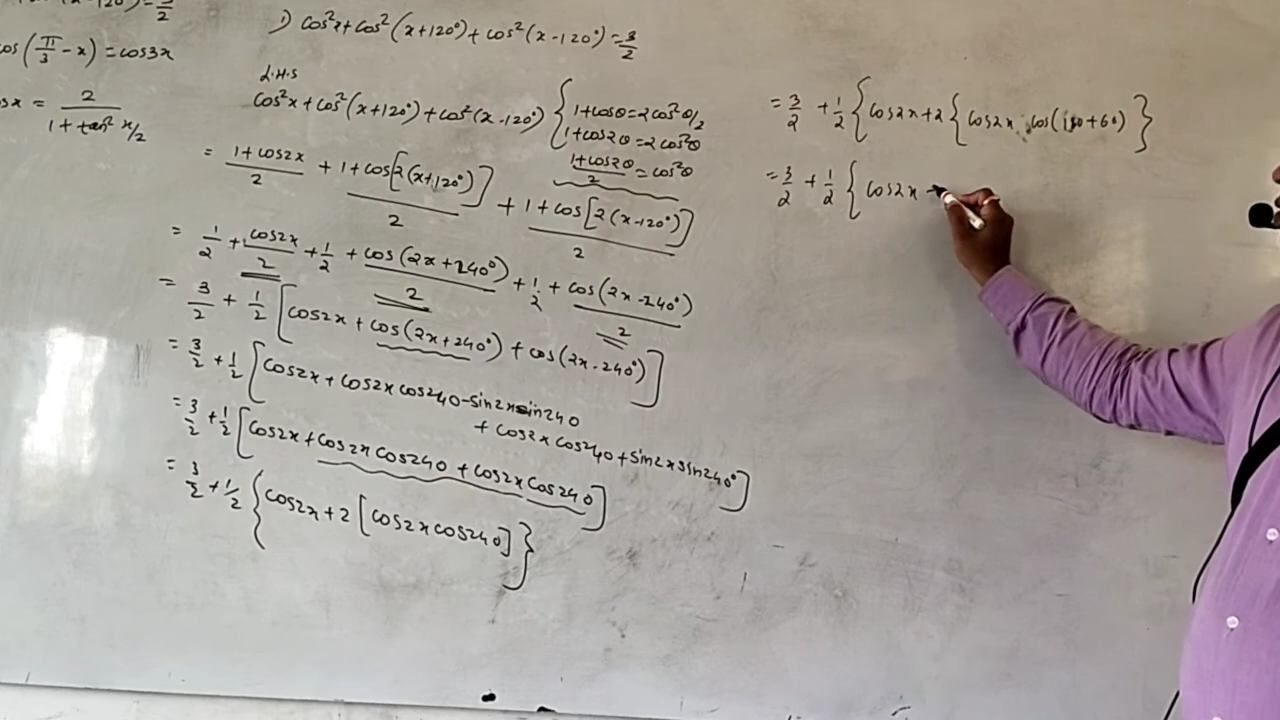 3/2
cos(π/3 - x) = cos3x
x = 2/(1 + tan² x/2)
1) cos²x + cos²(x+120°) + cos²(x-120°) = 3/2
L.H.S
cos²x + cos²(x+120°) + cos²(x-120°) { 1+cosθ = 2cos²θ/2
1+cos2θ = 2cos²θ
(1+cos2θ)/2 = cos²θ
= (1+cos2x)/2 + (1+cos[2(x+120°)])/2 + (1+cos[2(x-120°)])/2
= 1/2 + cos2x/2 + 1/2 + cos(2x+240°)/2 + 1/2 + cos(2x-240°)/2
= 3/2 + 1/2 [cos2x + cos(2x+240°) + cos(2x-240°)]
= 3/2 + 1/2 [cos2x + cos2x cos240 - sin2x sin240
+ cos2x cos240 + sin2x sin240°]
= 3/2 + 1/2 [cos2x + cos2x cos240 + cos2x cos240]
= 3/2 + 1/2 {cos2x + 2[cos2x cos240]}
= 3/2 + 1/2 {cos2x + 2{cos2x · cos(180+60)}
= 3/2 + 1/2 {cos2x